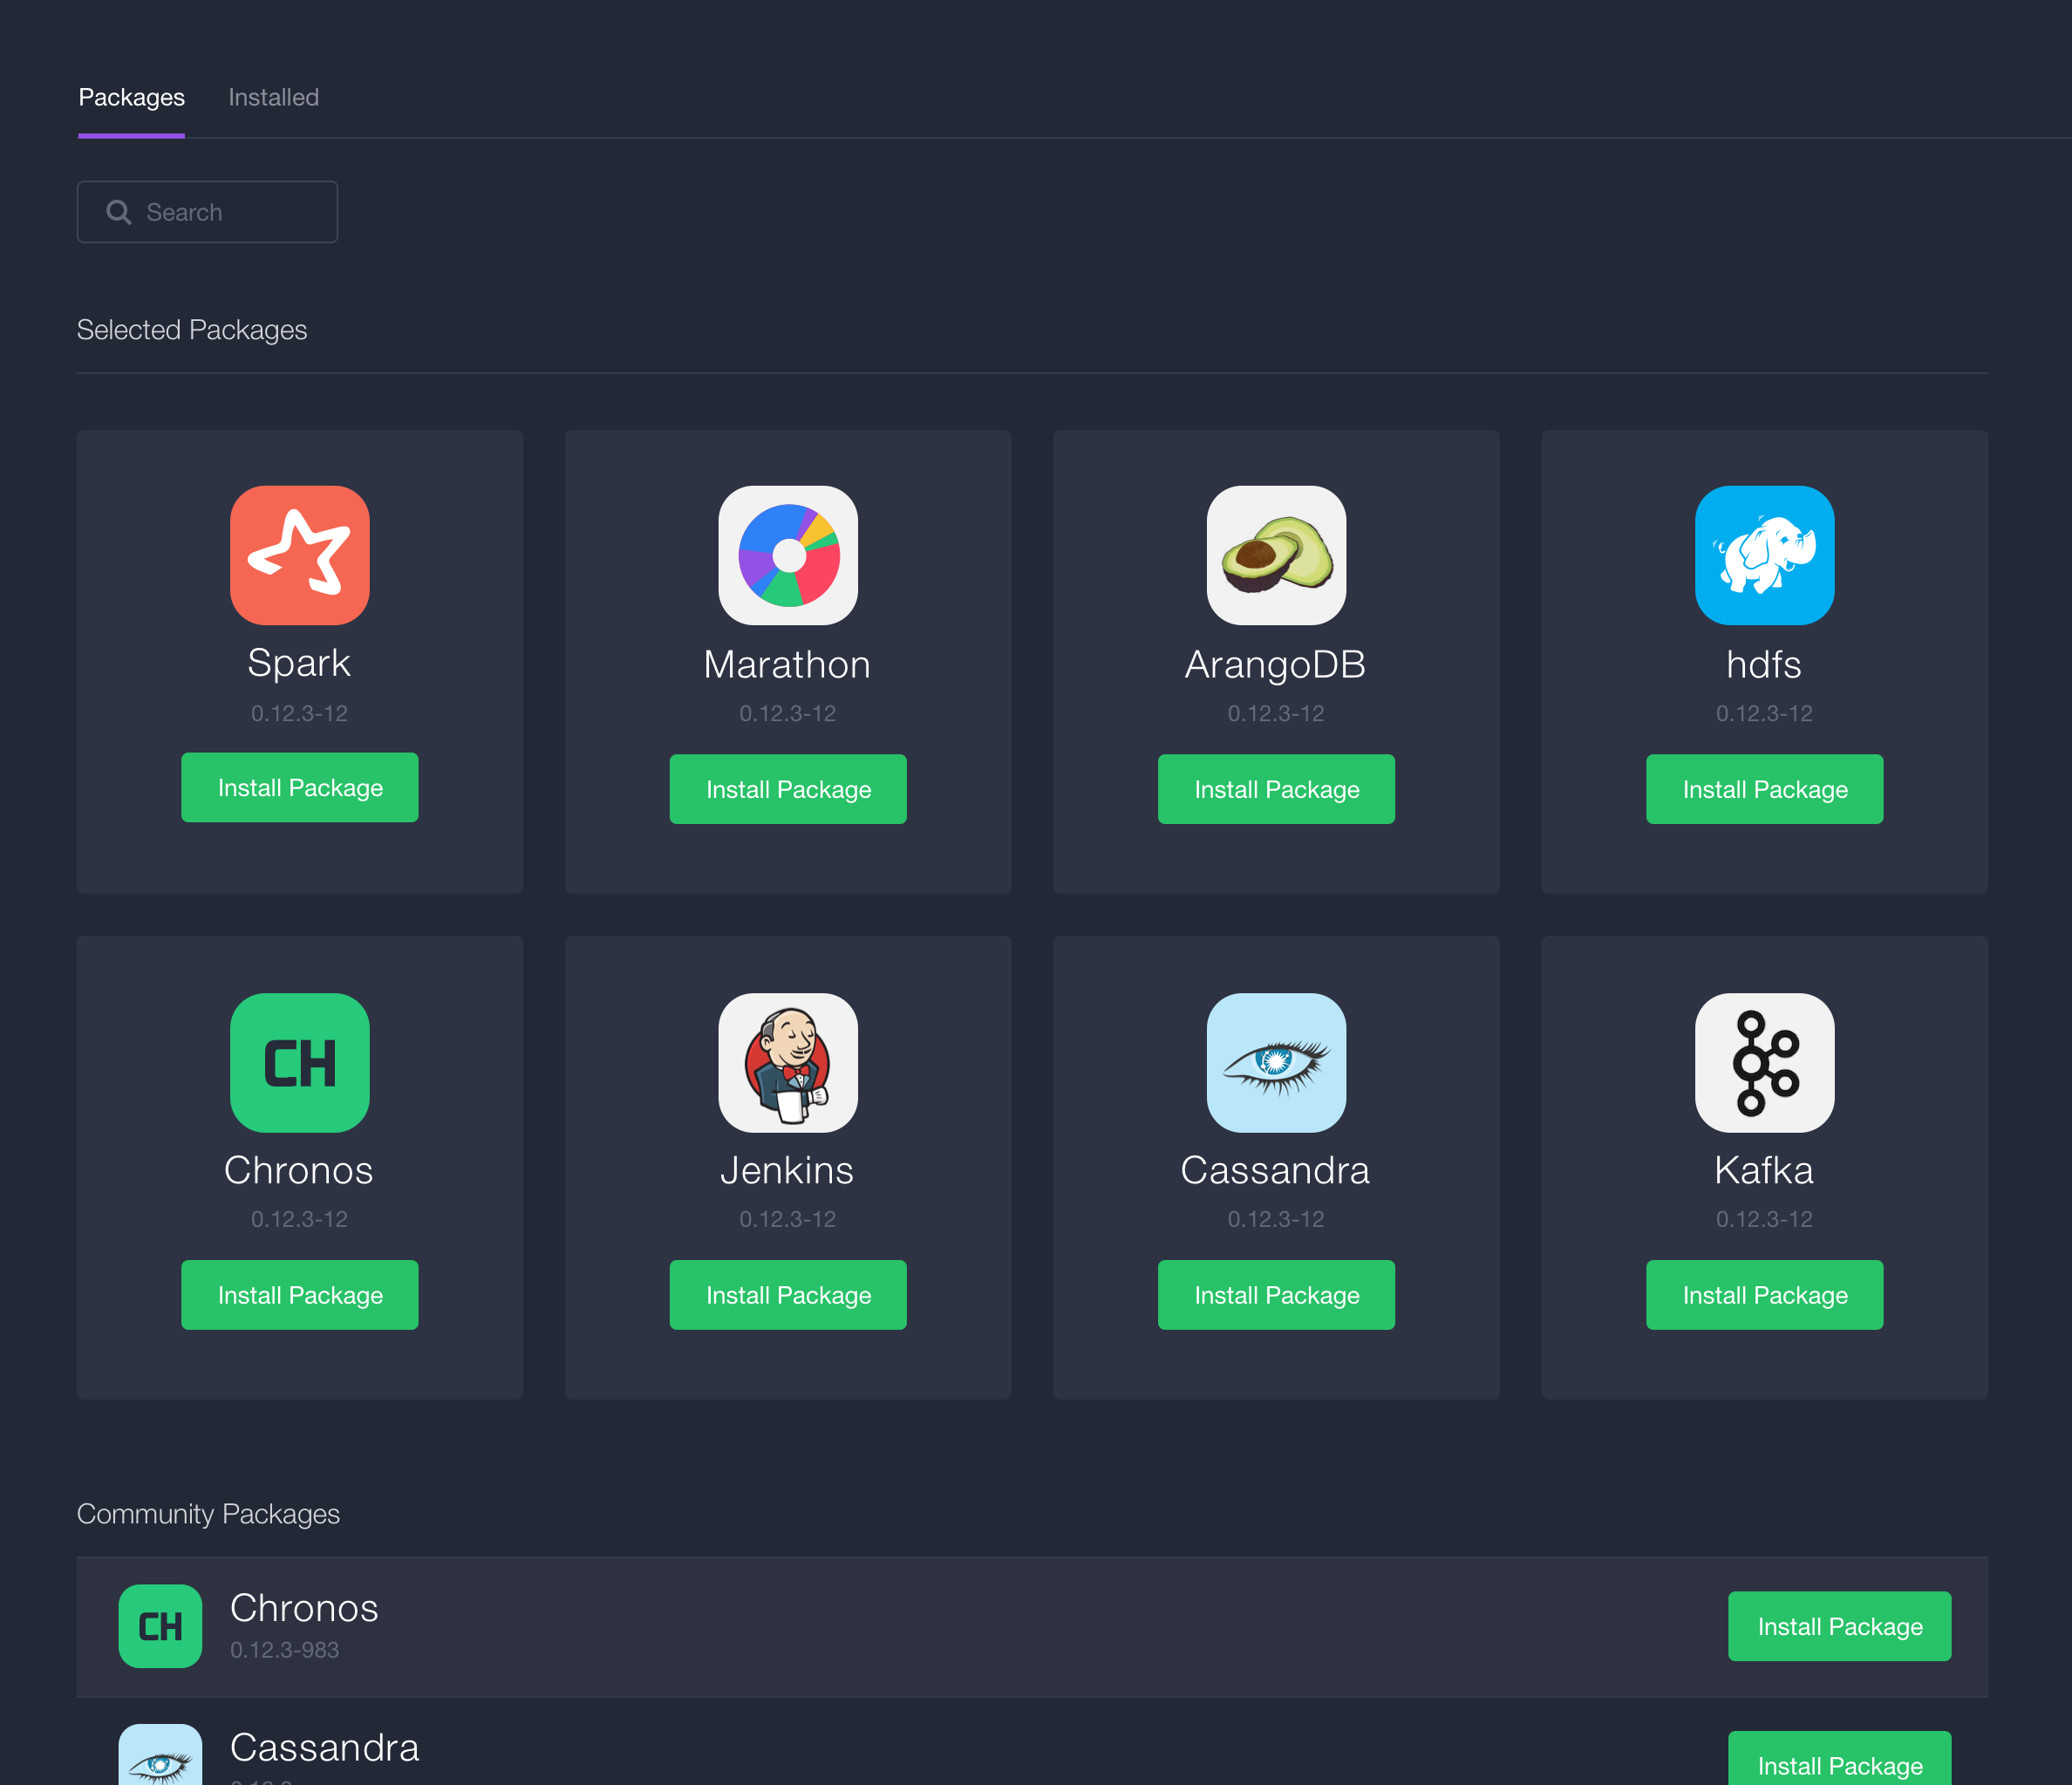 Packages Installed
Search
Selected Packages
Spark Marathon ArangoDB hdfs
0.12.3-12 0.12.3-12 0.12.3-12 0.12.3-12
Install Package Install Package Install Package Install Package
CH
Chronos Jenkins Cassandra Kafka
0.12.3-12 0.12.3-12 0.12.3-12 0.12.3-12
Install Package Install Package Install Package Install Package
Community Packages
CH Chronos Install Package
0.12.3-983
Cassandra Install Package